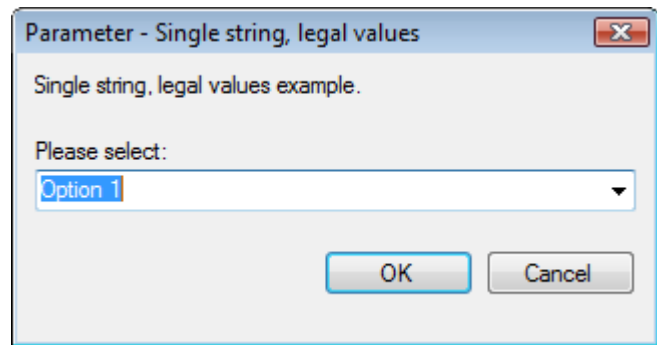 Parameter - Single string, legal values
Single string, legal values example.
Please select:
Option 1
OK Cancel